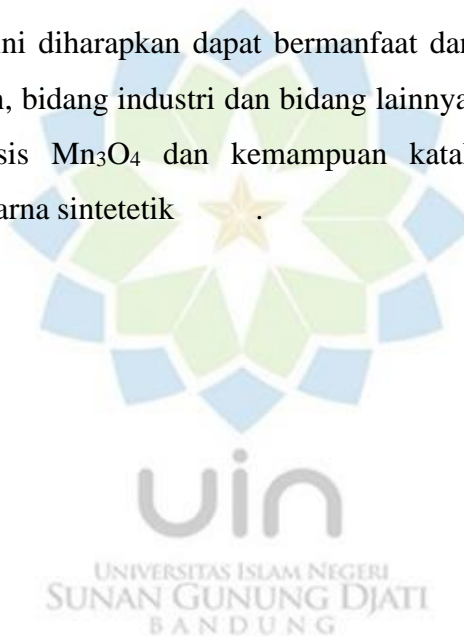 ini diharapkan dapat bermanfaat dan
n, bidang industri dan bidang lainnya
sis Mn₃O₄ dan kemampuan katal
arna sintetetik .
uin
UNIVERSITAS ISLAM NEGERI
SUNAN GUNUNG DJATI
BANDUNG